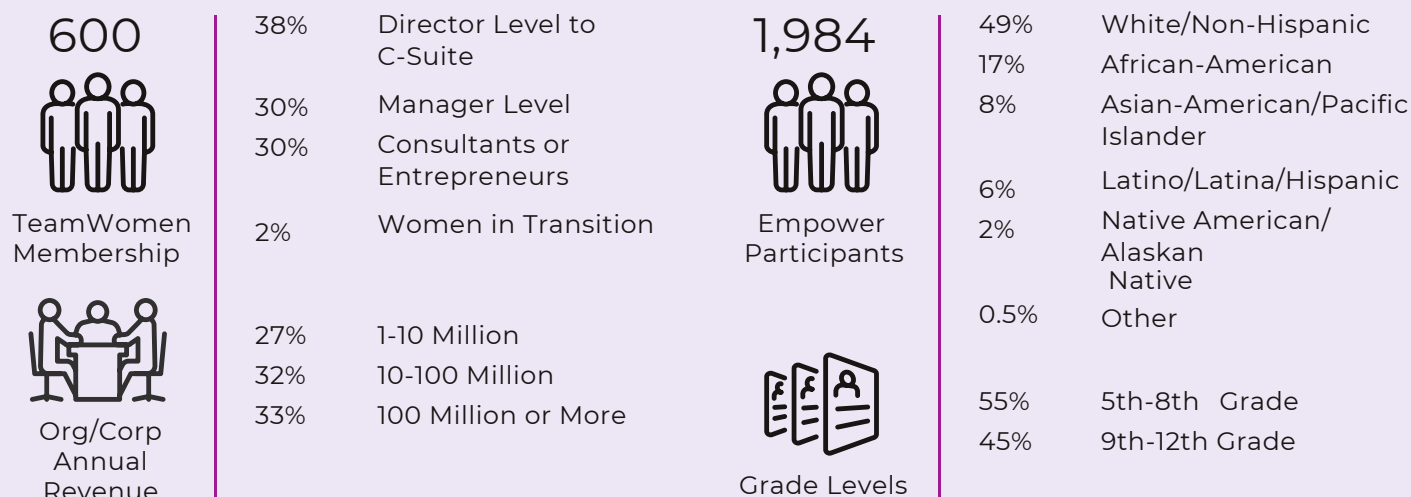 600
TeamWomen
Membership
38% Director Level to
C-Suite
30% Manager Level
30% Consultants or
Entrepreneurs
2% Women in Transition
Org/Corp
Annual
Revenue
27% 1-10 Million
32% 10-100 Million
33% 100 Million or More
1,984
Empower
Participants
49% White/Non-Hispanic
17% African-American
8% Asian-American/Pacific
Islander
6% Latino/Latina/Hispanic
2% Native American/
Alaskan
Native
0.5% Other
Grade Levels
55% 5th-8th Grade
45% 9th-12th Grade